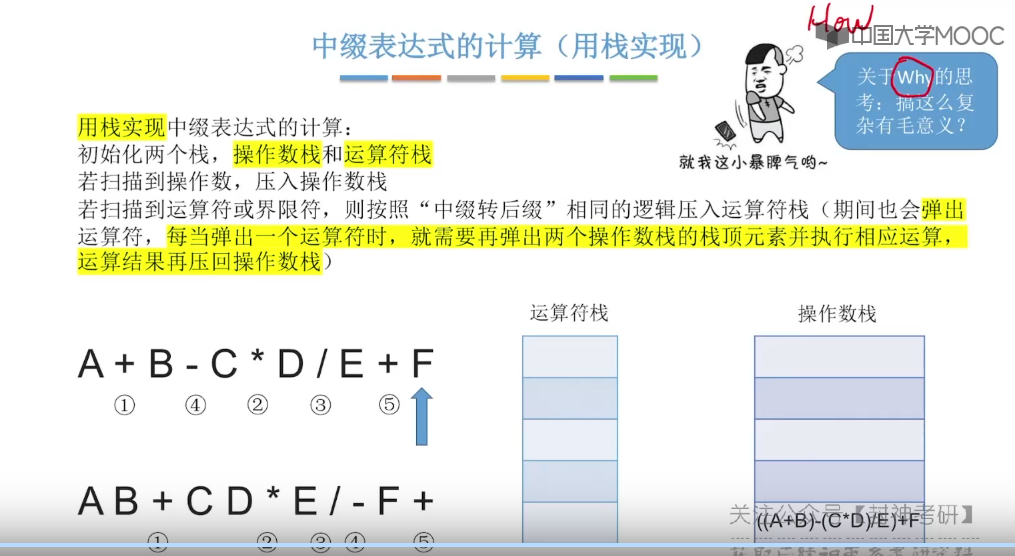 How
中国大学MOOC
中缀表达式的计算（用栈实现）
关于Why的思
考：搞这么复
杂有毛意义？
就我这小暴脾气哟~
用栈实现中缀表达式的计算：
初始化两个栈，操作数栈和运算符栈
若扫描到操作数，压入操作数栈
若扫描到运算符或界限符，则按照“中缀转后缀”相同的逻辑压入运算符栈（期间也会弹出
运算符，每当弹出一个运算符时，就需要再弹出两个操作数栈的栈顶元素并执行相应运算，
运算结果再压回操作数栈）
运算符栈
操作数栈
A + B - C * D / E + F
① ④ ② ③ ⑤
A B + C D * E / - F +
① ② ③ ④ ⑤
关注公众号【封神考研】
((A+B)-(C*D)/E)+F